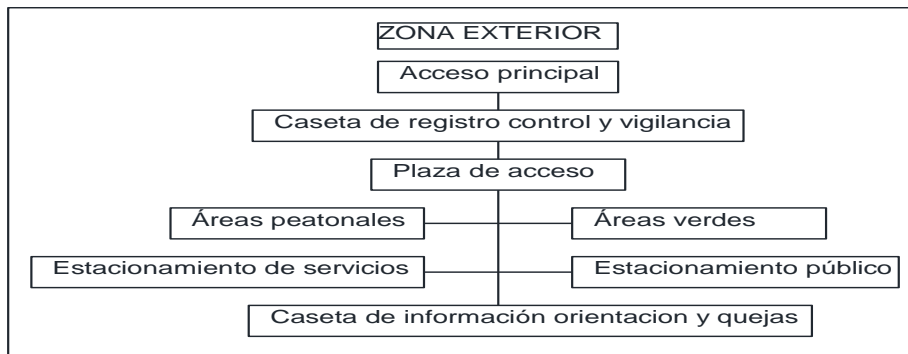 ZONA EXTERIOR
Acceso principal
Caseta de registro control y vigilancia
Plaza de acceso
Áreas peatonales
Áreas verdes
Estacionamiento de servicios
Estacionamiento público
Caseta de información orientacion y quejas